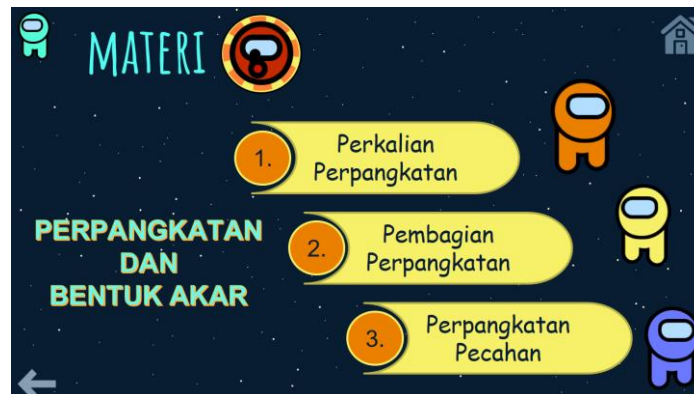 MATERI
1. Perkalian
Perpangkatan
PERPANGKATAN
DAN
BENTUK AKAR
2. Pembagian
Perpangkatan
3. Perpangkatan
Pecahan